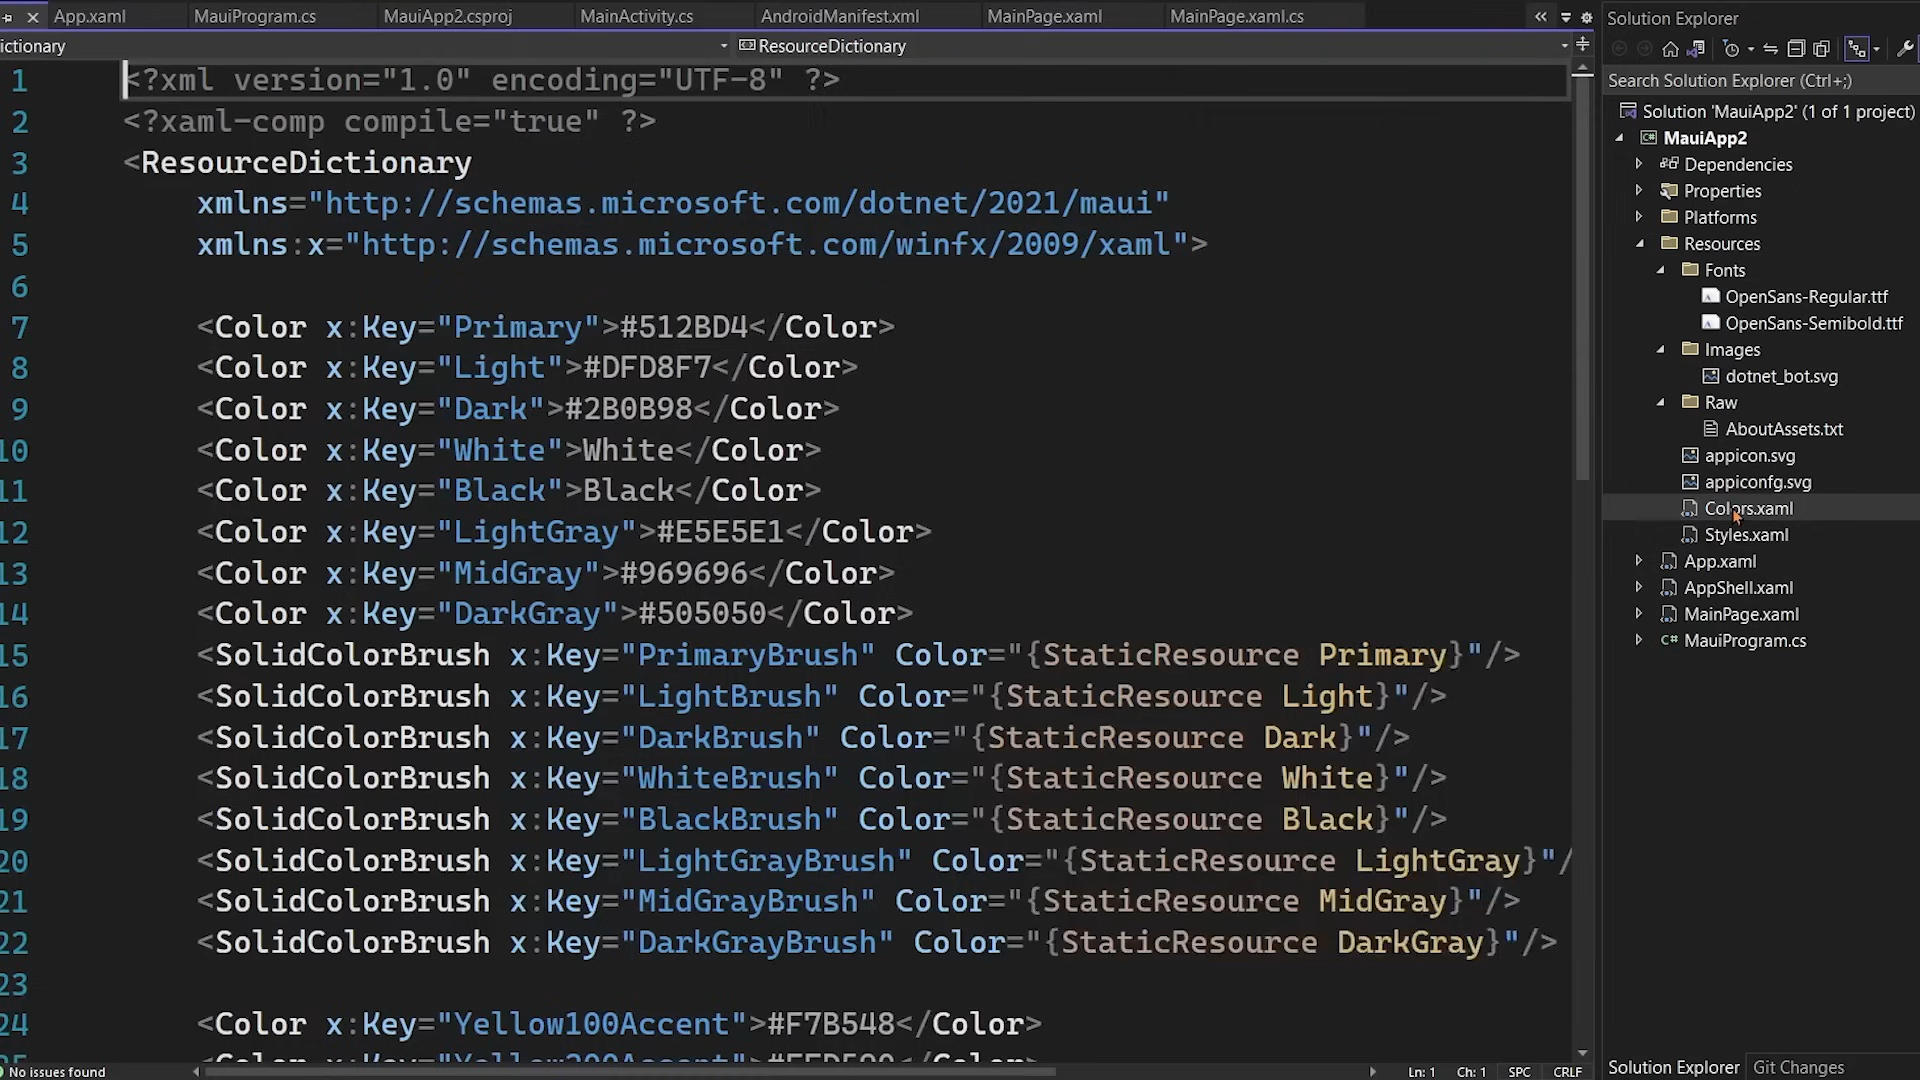 App.xaml MauiProgram.cs MauiApp2.csproj MainActivity.cs AndroidManifest.xml MainPage.xaml MainPage.xaml.cs
ictionary ResourceDictionary
1 <?xml version="1.0" encoding="UTF-8" ?>
2 <?xaml-comp compile="true" ?>
3 <ResourceDictionary
4 xmlns="http://schemas.microsoft.com/dotnet/2021/maui"
5 xmlns:x="http://schemas.microsoft.com/winfx/2009/xaml">
6
7 <Color x:Key="Primary">#512BD4</Color>
8 <Color x:Key="Light">#DFD8F7</Color>
9 <Color x:Key="Dark">#2B0B98</Color>
10 <Color x:Key="White">White</Color>
11 <Color x:Key="Black">Black</Color>
12 <Color x:Key="LightGray">#E5E5E1</Color>
13 <Color x:Key="MidGray">#969696</Color>
14 <Color x:Key="DarkGray">#505050</Color>
15 <SolidColorBrush x:Key="PrimaryBrush" Color="{StaticResource Primary}"/>
16 <SolidColorBrush x:Key="LightBrush" Color="{StaticResource Light}"/>
17 <SolidColorBrush x:Key="DarkBrush" Color="{StaticResource Dark}"/>
18 <SolidColorBrush x:Key="WhiteBrush" Color="{StaticResource White}"/>
19 <SolidColorBrush x:Key="BlackBrush" Color="{StaticResource Black}"/>
20 <SolidColorBrush x:Key="LightGrayBrush" Color="{StaticResource LightGray}"/
21 <SolidColorBrush x:Key="MidGrayBrush" Color="{StaticResource MidGray}"/>
22 <SolidColorBrush x:Key="DarkGrayBrush" Color="{StaticResource DarkGray}"/>
23
24 <Color x:Key="Yellow100Accent">#F7B548</Color>
No issues found Ln: 1 Ch: 1 SPC CRLF
Solution Explorer
Search Solution Explorer (Ctrl+;)
Solution 'MauiApp2' (1 of 1 project)
MauiApp2
Dependencies
Properties
Platforms
Resources
Fonts
OpenSans-Regular.ttf
OpenSans-Semibold.ttf
Images
dotnet_bot.svg
Raw
AboutAssets.txt
appicon.svg
appiconfg.svg
Colors.xaml
Styles.xaml
App.xaml
AppShell.xaml
MainPage.xaml
C# MauiProgram.cs
Solution Explorer Git Changes